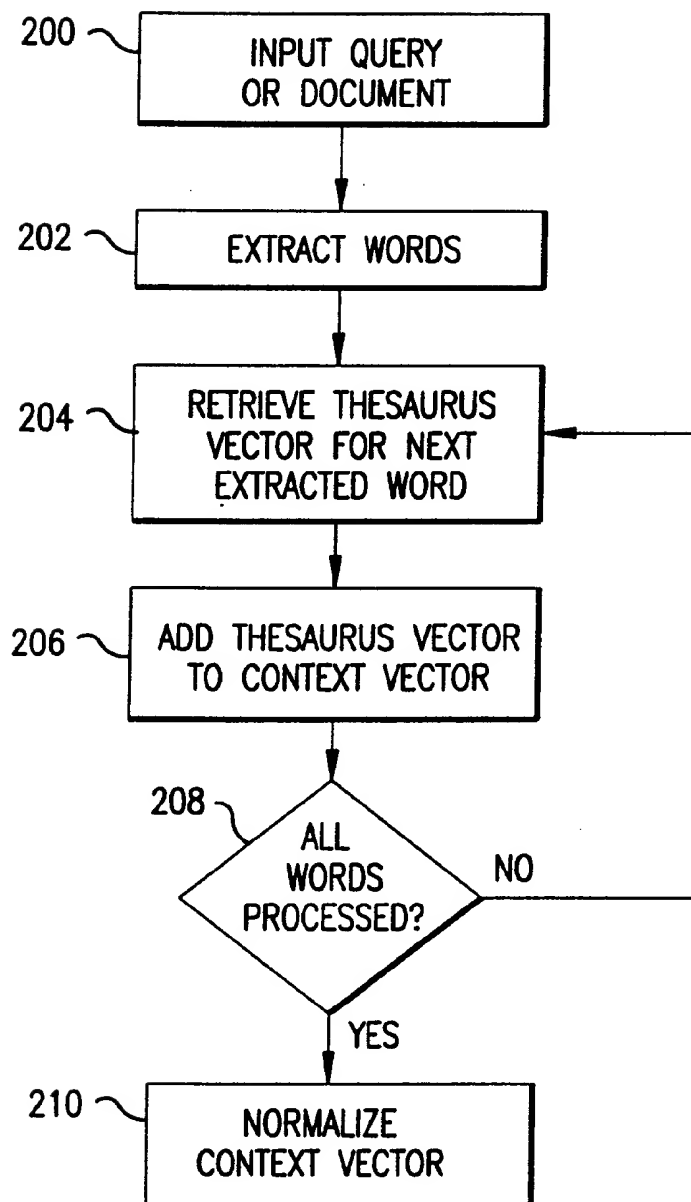 200
INPUT QUERY
OR DOCUMENT
202
EXTRACT WORDS
204
RETRIEVE THESAURUS
VECTOR FOR NEXT
EXTRACTED WORD
206
ADD THESAURUS VECTOR
TO CONTEXT VECTOR
208
ALL
WORDS
PROCESSED?
NO
YES
210
NORMALIZE
CONTEXT VECTOR